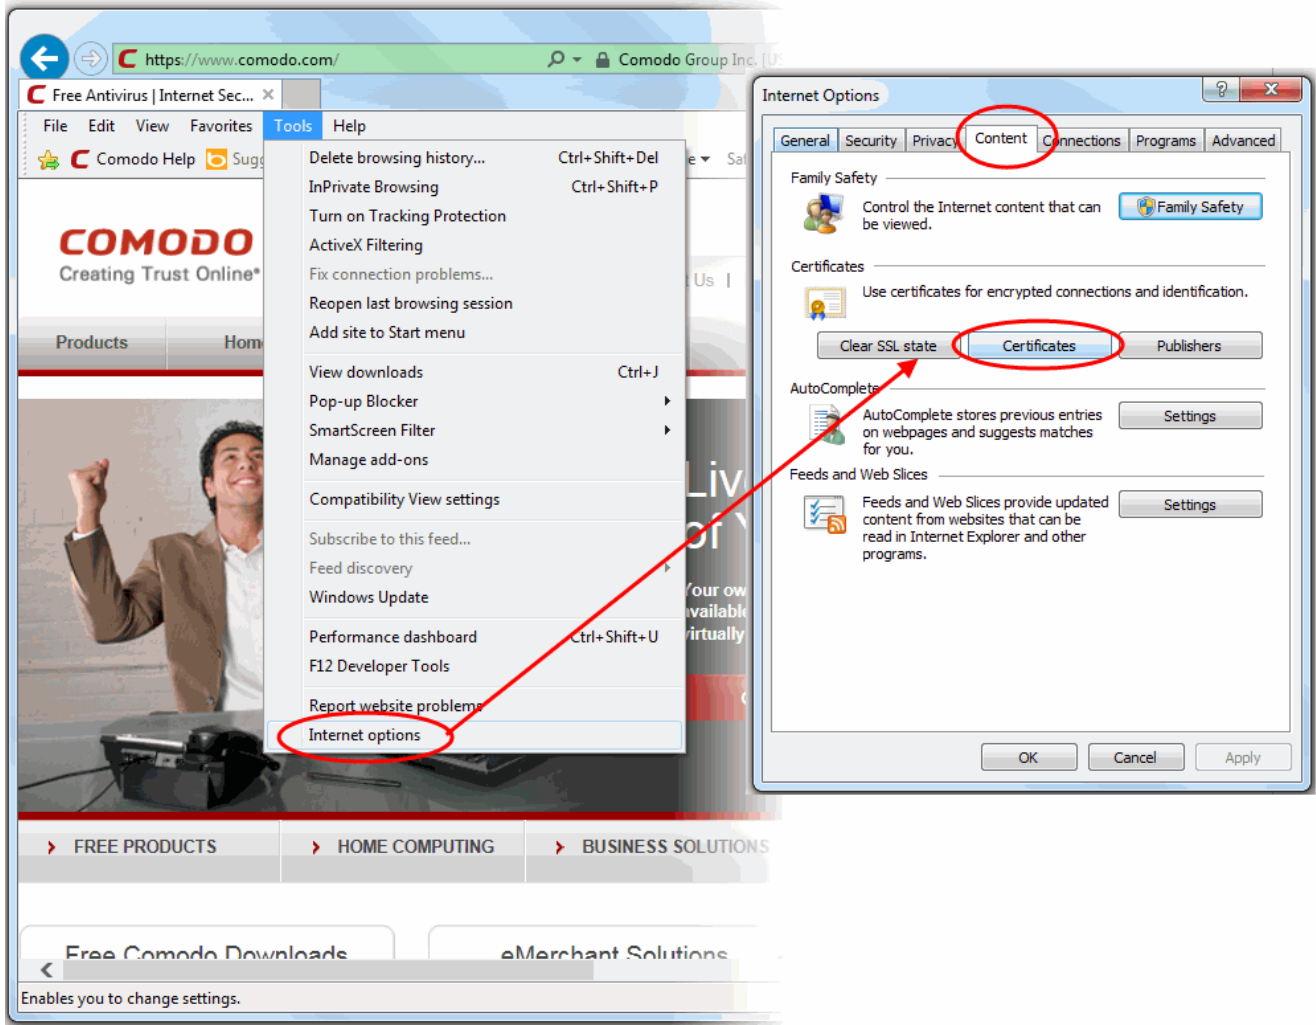 https://www.comodo.com/
Comodo Group Inc. [US
Free Antivirus | Internet Sec...
File Edit View Favorites Tools Help
Comodo Help
COMODO
Creating Trust Online®
Us |
Products
Delete browsing history... Ctrl+Shift+Del
InPrivate Browsing Ctrl+Shift+P
Turn on Tracking Protection
ActiveX Filtering
Fix connection problems...
Reopen last browsing session
Add site to Start menu
View downloads Ctrl+J
Pop-up Blocker
SmartScreen Filter
Manage add-ons
Compatibility View settings
Subscribe to this feed...
Feed discovery
Windows Update
Performance dashboard Ctrl+Shift+U
F12 Developer Tools
Report website problems
Internet options
of
virtually
FREE PRODUCTS
HOME COMPUTING
BUSINESS SOLUTIONS
Free Comodo Downloads
eMerchant Solutions
Enables you to change settings.
Internet Options
General Security Privacy Content Connections Programs Advanced
Family Safety
Control the Internet content that can
be viewed.
Family Safety
Certificates
Use certificates for encrypted connections and identification.
Clear SSL state
Certificates
Publishers
AutoComplete
AutoComplete stores previous entries
on webpages and suggests matches
for you.
Settings
Feeds and Web Slices
Feeds and Web Slices provide updated
content from websites that can be
read in Internet Explorer and other
programs.
Settings
OK
Cancel
Apply